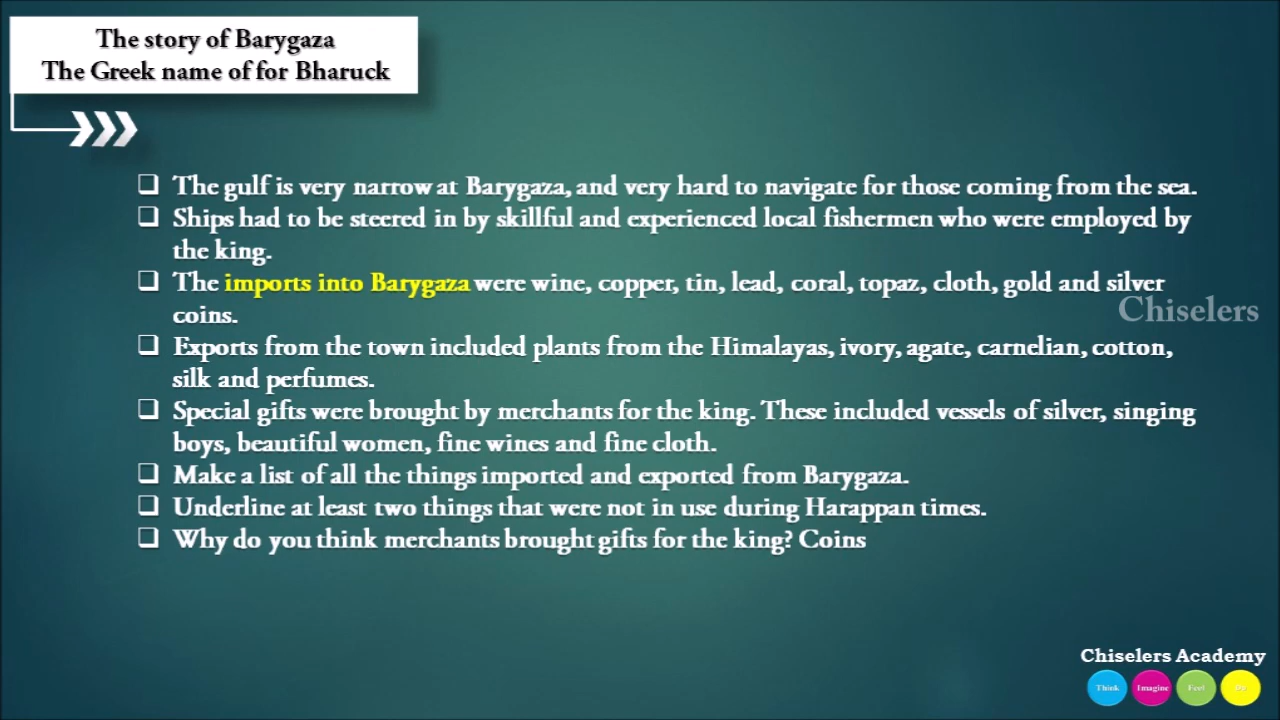 The story of Barygaza
The Greek name of for Bharuck
The gulf is very narrow at Barygaza, and very hard to navigate for those coming from the sea.
Ships had to be steered in by skillful and experienced local fishermen who were employed by
the king.
The imports into Barygaza were wine, copper, tin, lead, coral, topaz, cloth, gold and silver
coins.
Chiselers
Exports from the town included plants from the Himalayas, ivory, agate, carnelian, cotton,
silk and perfumes.
Special gifts were brought by merchants for the king. These included vessels of silver, singing
boys, beautiful women, fine wines and fine cloth.
Make a list of all the things imported and exported from Barygaza.
Underline at least two things that were not in use during Harappan times.
Why do you think merchants brought gifts for the king? Coins
Chiselers Academy
Think Imagine Feel